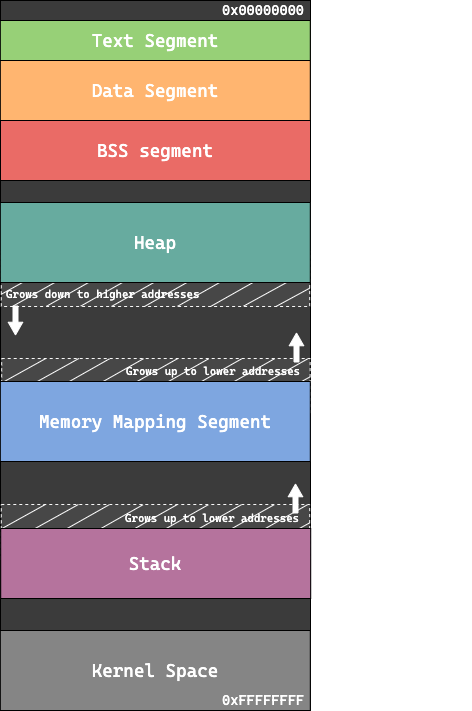 0x00000000
Text Segment
Data Segment
BSS segment
Heap
Grows down to higher addresses
Grows up to lower addresses
Memory Mapping Segment
Grows up to lower addresses
Stack
Kernel Space
0xFFFFFFFF